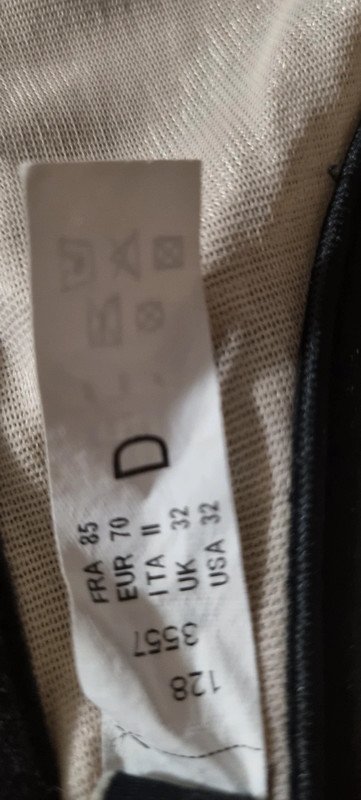 D
FRA 85
EUR 70
ITA II
UK 32
USA 32
3557
128